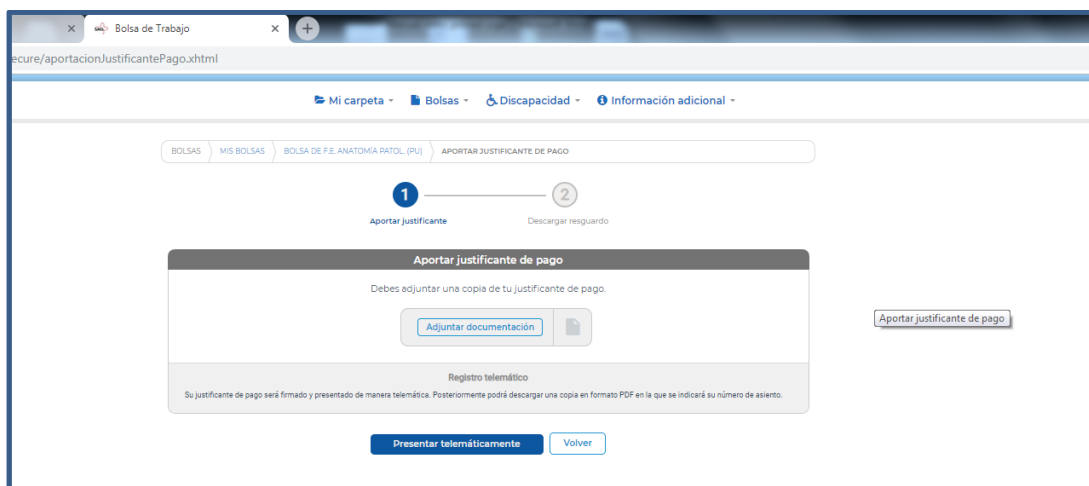 Bolsa de Trabajo
ecure/aportacionJustificantePago.xhtml
Mi carpeta Bolsas Discapacidad Información adicional
BOLSAS MIS BOLSAS BOLSA DE F.E. ANATOMÍA PATOL. (PU) APORTAR JUSTIFICANTE DE PAGO
1 2
Aportar justificante Descargar resguardo
Aportar justificante de pago
Debes adjuntar una copia de tu justificante de pago.
Adjuntar documentación
Aportar justificante de pago
Registro telemático
Su justificante de pago será firmado y presentado de manera telemática. Posteriormente podrá descargar una copia en formato PDF en la que se indicará su número de asiento.
Presentar telemáticamente Volver